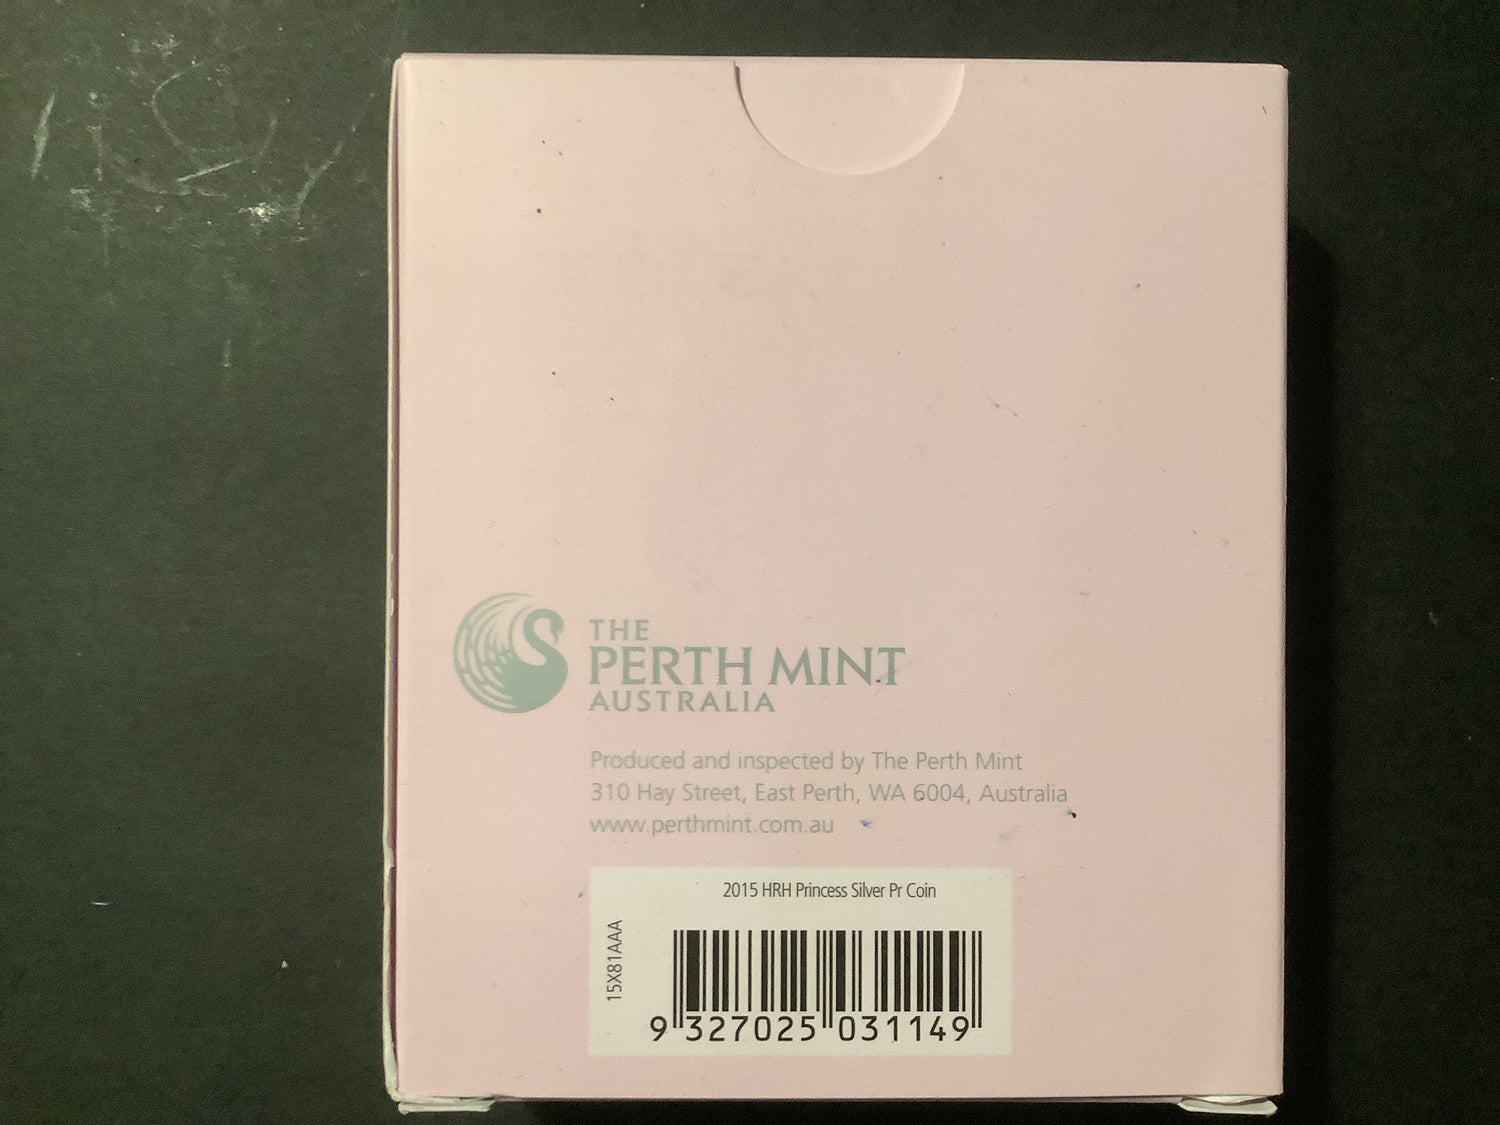 THE
PERTH MINT
AUSTRALIA
Produced and inspected by The Perth Mint
310 Hay Street, East Perth, WA 6004, Australia
www.perthmint.com.au
2015 HRH Princess Silver Pr Coin
15X81AAA
9 327025 031149